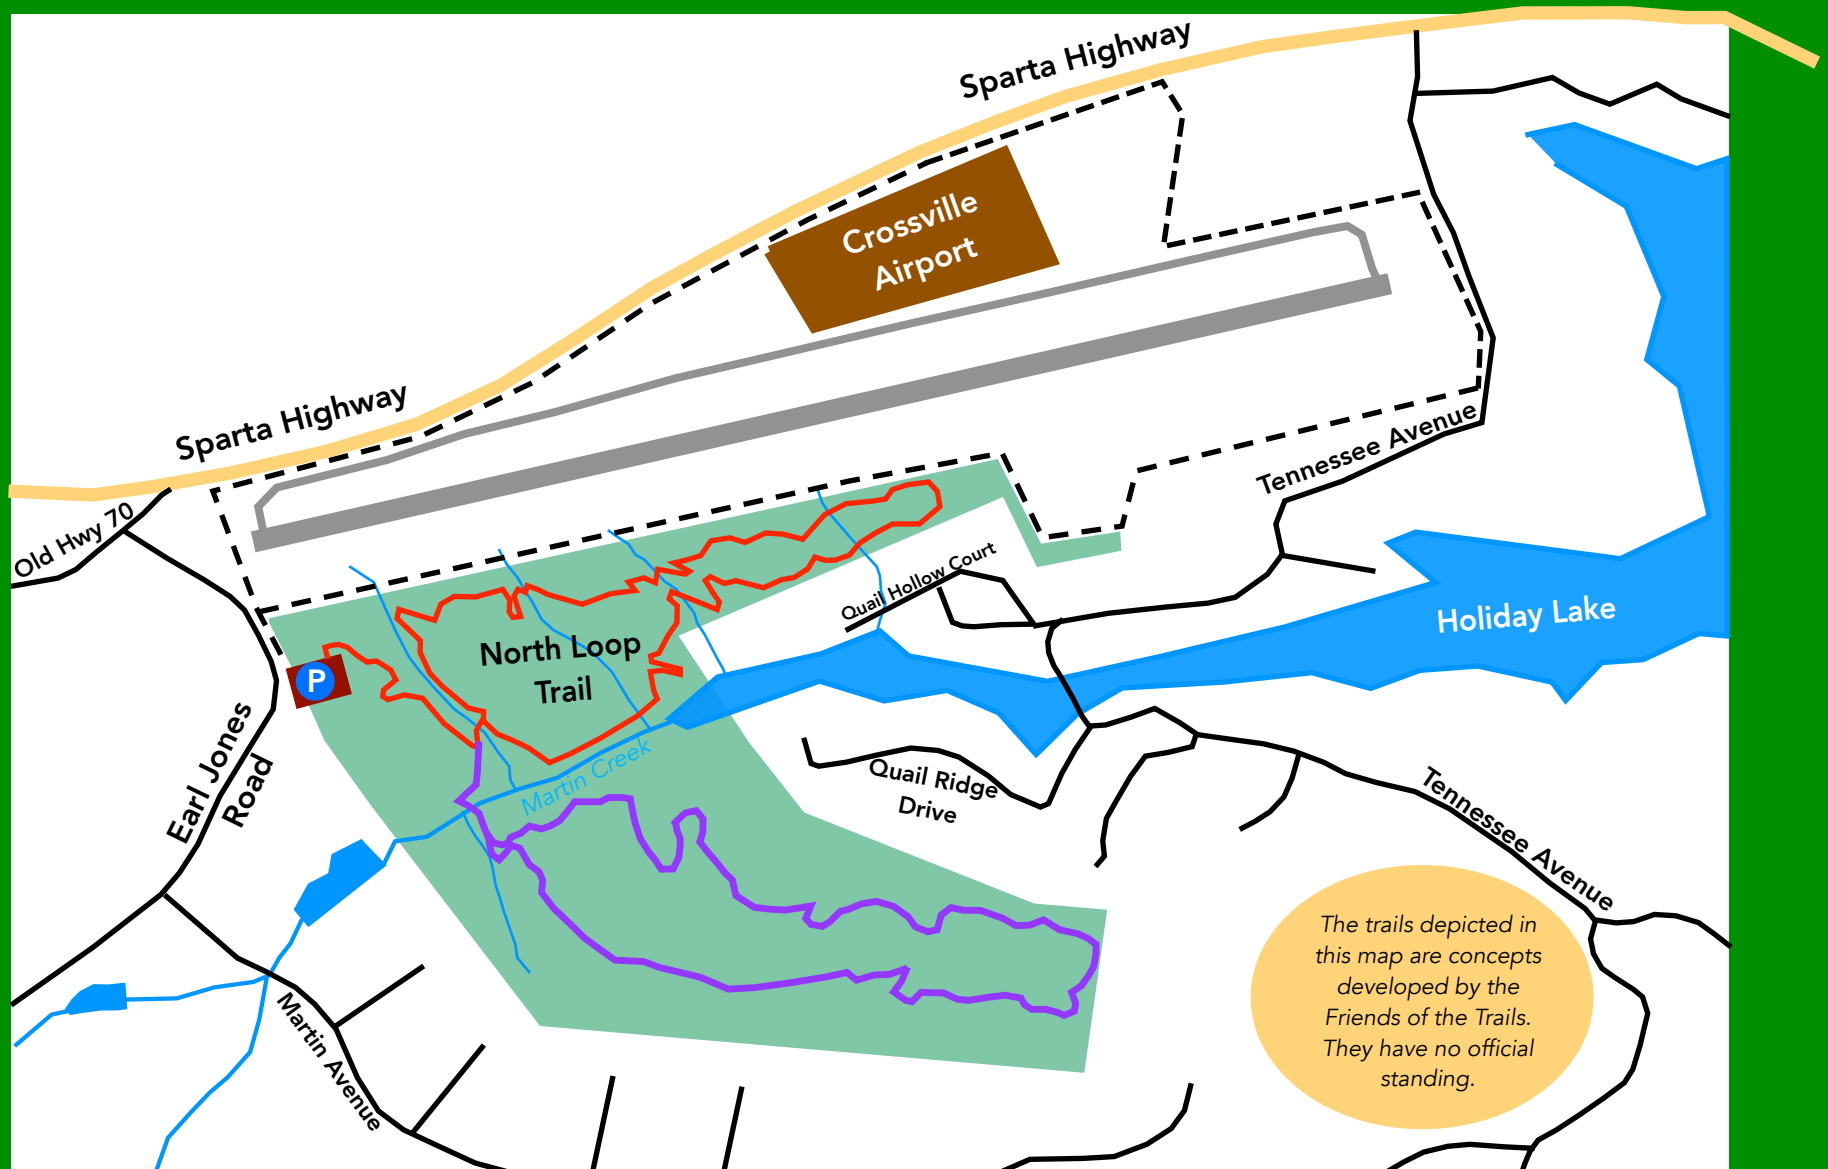 Sparta Highway
Crossville
Airport
Sparta Highway
Tennessee Avenue
Old Hwy 70
Quail Hollow Court
Holiday Lake
North Loop
Trail
P
Martin Creek
Earl Jones
Road
Quail Ridge
Drive
Tennessee Avenue
Martin Avenue
The trails depicted in
this map are concepts
developed by the
Friends of the Trails.
They have no official
standing.